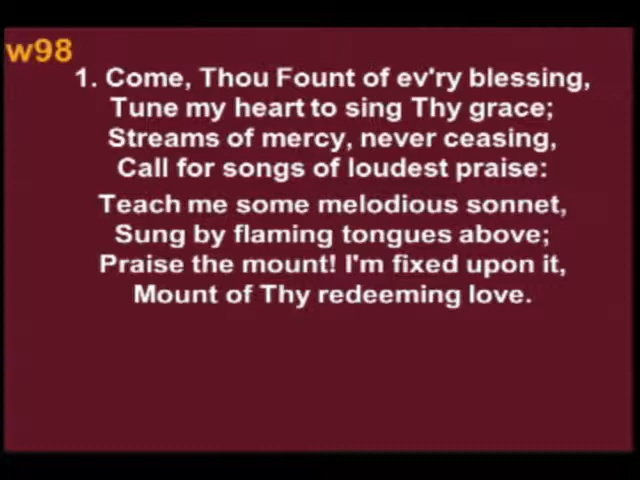 w98
1. Come, Thou Fount of ev'ry blessing,
Tune my heart to sing Thy grace;
Streams of mercy, never ceasing,
Call for songs of loudest praise:
Teach me some melodious sonnet,
Sung by flaming tongues above;
Praise the mount! I'm fixed upon it,
Mount of Thy redeeming love.